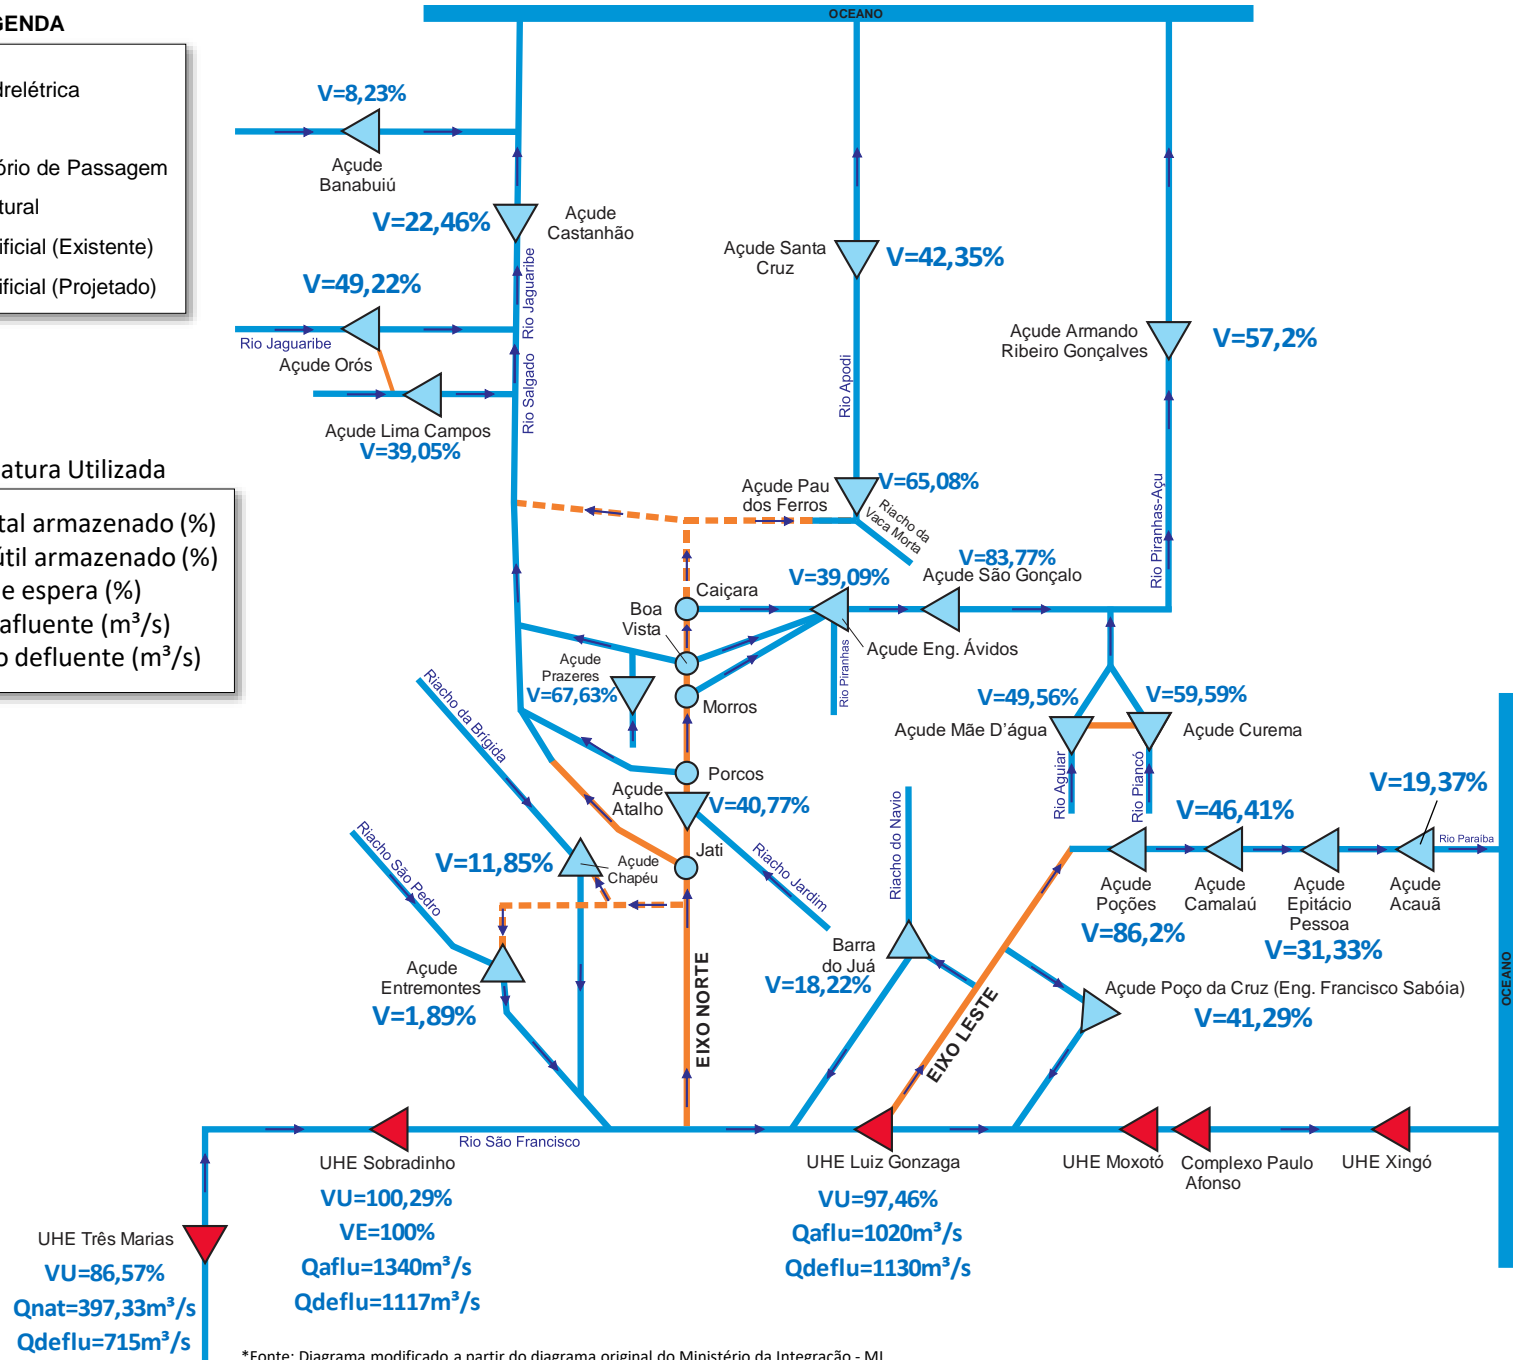 OCEANO
GENDA
drelétrica
ório de Passagem
tural
ificial (Existente)
ificial (Projetado)
V=8,23%
Açude
Banabuiú
V=22,46%
Açude
Castanhão
V=49,22%
Rio Jaguaribe
Açude Orós
Rio Jaguaribe
Rio Salgado
Açude Lima Campos
V=39,05%
Açude Santa
Cruz
V=42,35%
Rio Apodi
Açude Armando
Ribeiro Gonçalves
V=57,2%
Rio Piranhas-Açu
atura Utilizada
tal armazenado (%)
útil armazenado (%)
e espera (%)
afluente (m³/s)
o defluente (m³/s)
Açude Pau
dos Ferros
V=65,08%
Riacho da
Vaca Morta
V=83,77%
Açude São Gonçalo
V=39,09%
Açude Eng. Ávidos
Rio Piranhas
Caiçara
Boa
Vista
Morros
Açude
Prazeres
V=67,63%
Porcos
Açude
Atalho
V=40,77%
Jati
Riacho Jardim
Riacho da Brígida
Riacho São Pedro
V=11,85%
Açude
Chapéu
Açude
Entremontes
V=1,89%
EIXO NORTE
V=49,56%
Açude Mãe D'água
V=59,59%
Açude Curema
Rio Aguiar
Rio Piancó
Riacho do Navio
Barra
do Juá
V=18,22%
EIXO LESTE
V=46,41%
V=19,37%
Rio Paraíba
Açude
Poções
V=86,2%
Açude
Camalaú
Açude
Epitácio
Pessoa
V=31,33%
Açude
Acauã
Açude Poço da Cruz (Eng. Francisco Sabóia)
V=41,29%
OCEANO
Rio São Francisco
UHE Sobradinho
VU=100,29%
VE=100%
Qaflu=1340m³/s
Qdeflu=1117m³/s
UHE Luiz Gonzaga
VU=97,46%
Qaflu=1020m³/s
Qdeflu=1130m³/s
UHE Moxotó
Complexo Paulo
Afonso
UHE Xingó
UHE Três Marias
VU=86,57%
Qnat=397,33m³/s
Qdeflu=715m³/s
*Fonte: Diagrama modificado a partir do diagrama original do Ministério da Integração - MI